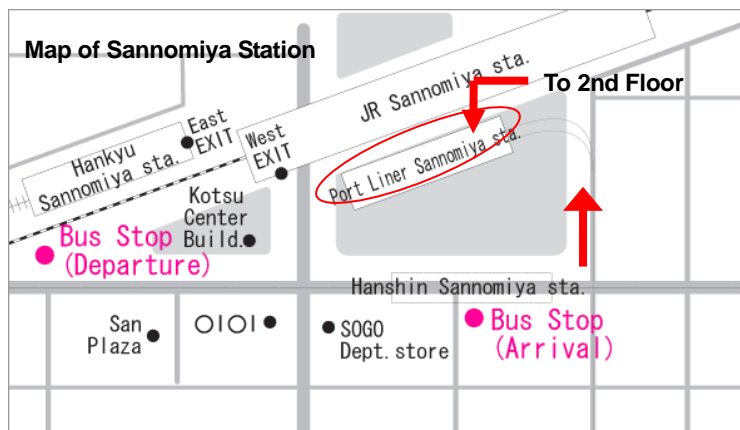 Map of Sannomiya Station
To 2nd Floor
JR Sannomiya sta.
East
EXIT
West
EXIT
Hankyu
Sannomiya sta.
Port Liner Sannomiya sta.
Kotsu
Center
Build.
Bus Stop
(Departure)
Hanshin Sannomiya sta.
San
Plaza
OIOI
SOGO
Dept.store
Bus Stop
(Arrival)